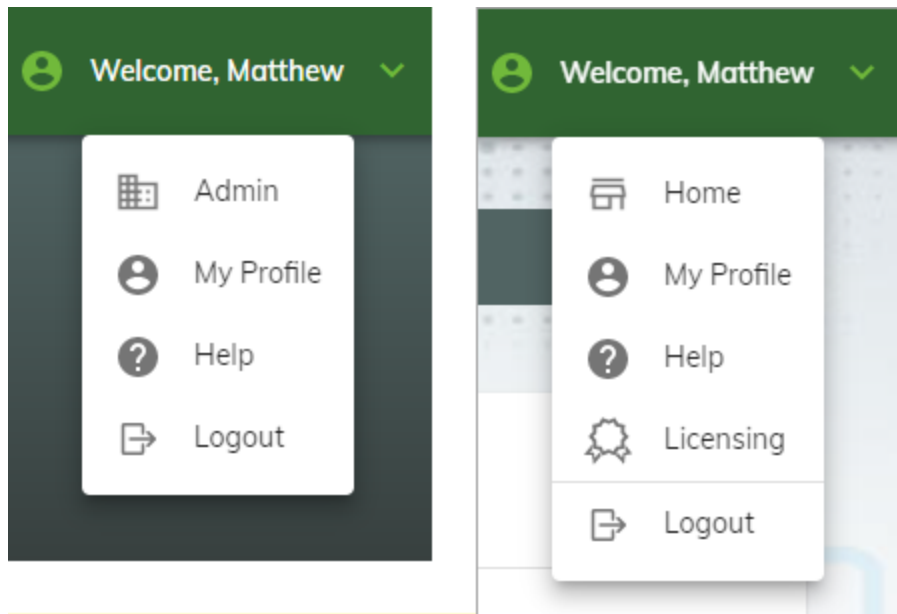 Welcome, Matthew
Admin
My Profile
Help
Logout
Welcome, Matthew
Home
My Profile
Help
Licensing
Logout